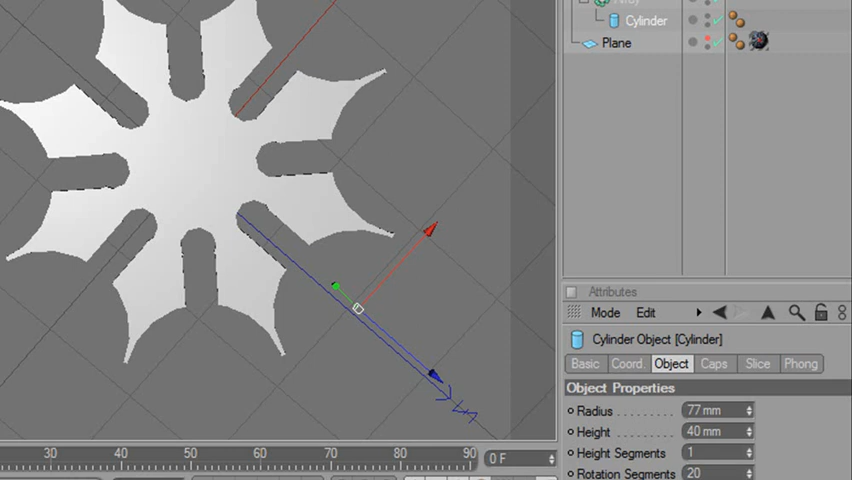 Cylinder
Plane
Attributes
Mode Edit
Cylinder Object [Cylinder]
Basic Coord. Object Caps Slice Phong
Object Properties
Radius 77 mm
Height 40 mm
Height Segments 1
Rotation Segments 20
30 40 50 60 70 80 90 0 F